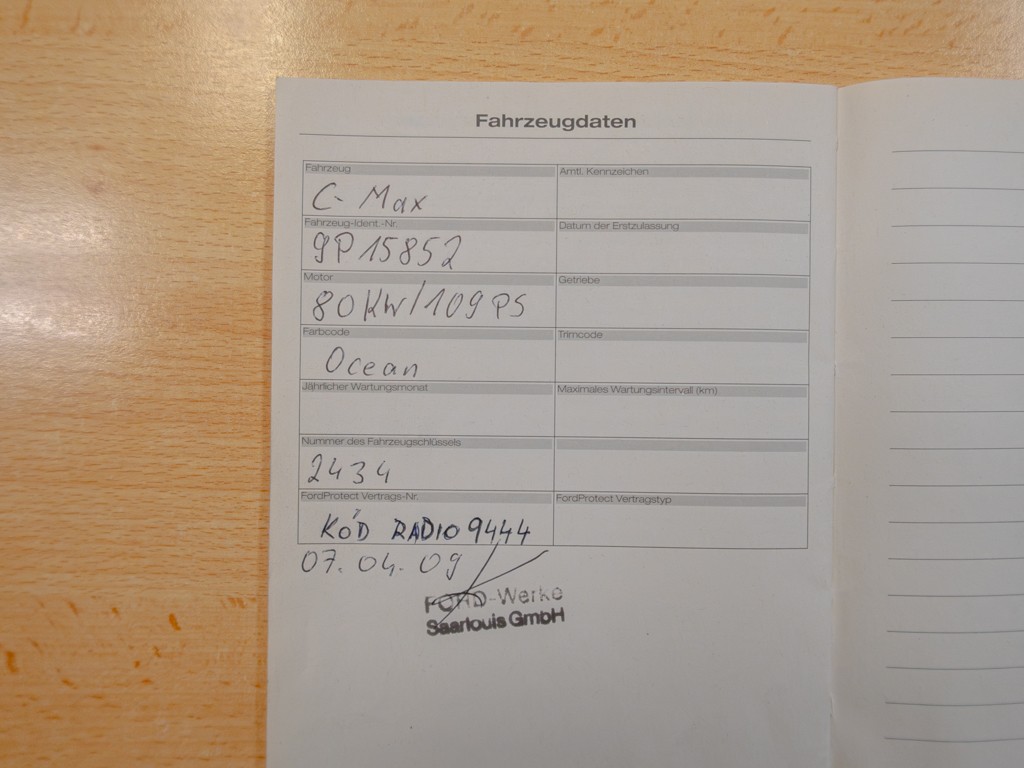 Fahrzeugdaten
Fahrzeug
Amtl. Kennzeichen
C-Max
Fahrzeug-Ident.-Nr.
Datum der Erstzulassung
9P15852
Motor
Getriebe
80KW/109PS
Farbcode
Trimcode
Ocean
Jährlicher Wartungsmonat
Maximales Wartungsintervall (km)
Nummer des Fahrzeugschlüssels
2434
FordProtect Vertrags-Nr.
FordProtect Vertragstyp
KÓD RADIO 9444
07.04.09
FORD-Werke
Saarlouis GmbH